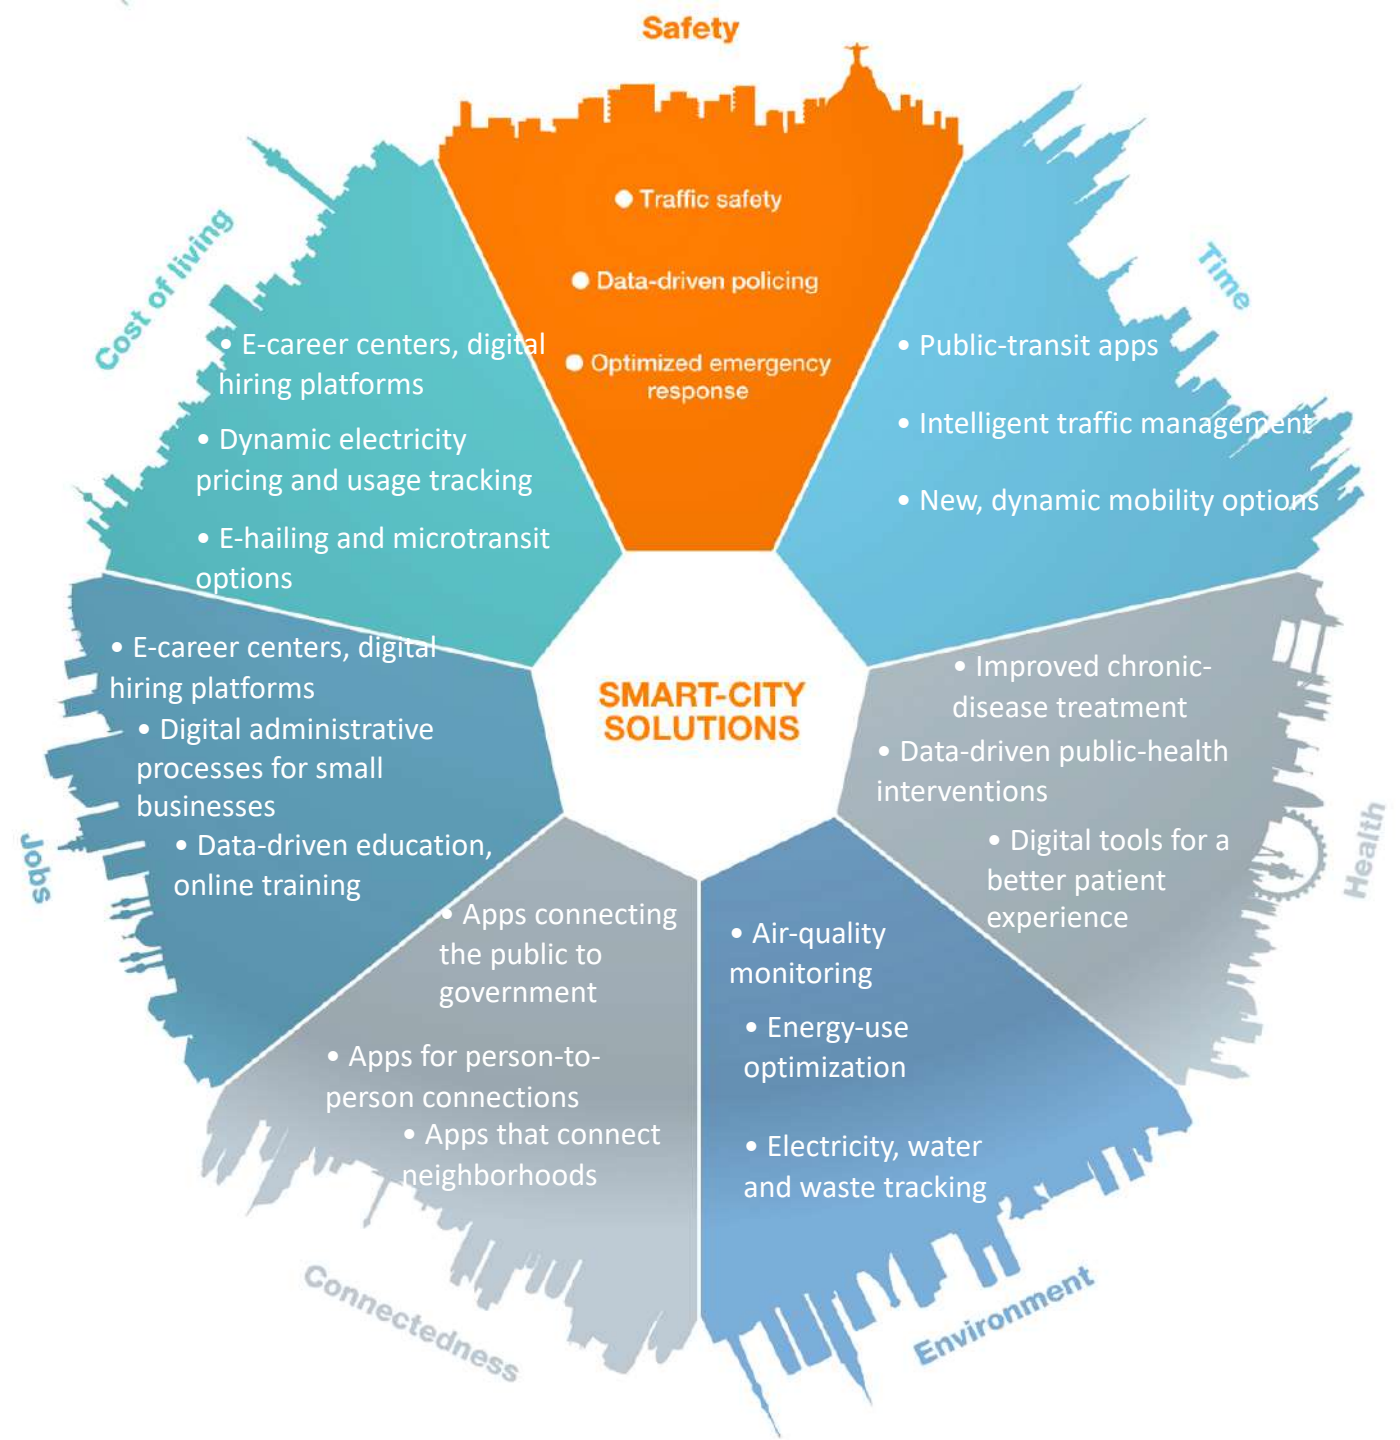 Safety
• Traffic safety
• Data-driven policing
• Optimized emergency
response
Time
• Public-transit apps
• Intelligent traffic management
• New, dynamic mobility options
Health
• Improved chronic-
disease treatment
• Data-driven public-health
interventions
• Digital tools for a
better patient
experience
Environment
• Air-quality
monitoring
• Energy-use
optimization
• Electricity, water
and waste tracking
Connectedness
• Apps connecting
the public to
government
• Apps for person-to-
person connections
• Apps that connect
neighborhoods
Jobs
• E-career centers, digital
hiring platforms
• Digital administrative
processes for small
businesses
• Data-driven education,
online training
Cost of living
• E-career centers, digital
hiring platforms
• Dynamic electricity
pricing and usage tracking
• E-hailing and microtransit
options
SMART-CITY
SOLUTIONS